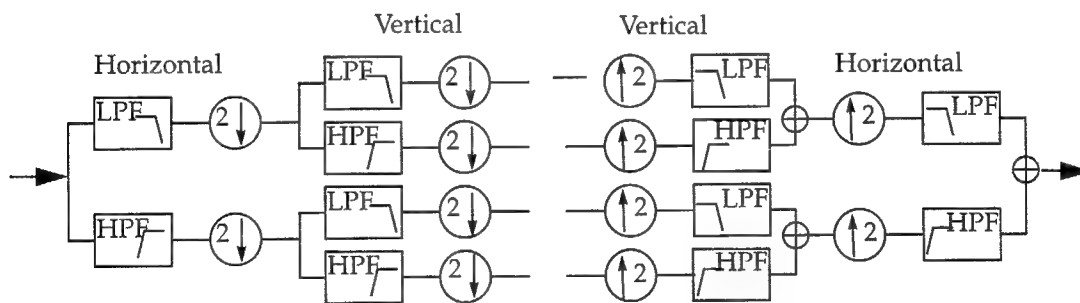 Vertical Vertical
Horizontal Horizontal
LPF 2 LPF 2 2 LPF 2 LPF
HPF 2 2 HPF
HPF 2 LPF 2 2 LPF 2 HPF
HPF 2 2 HPF